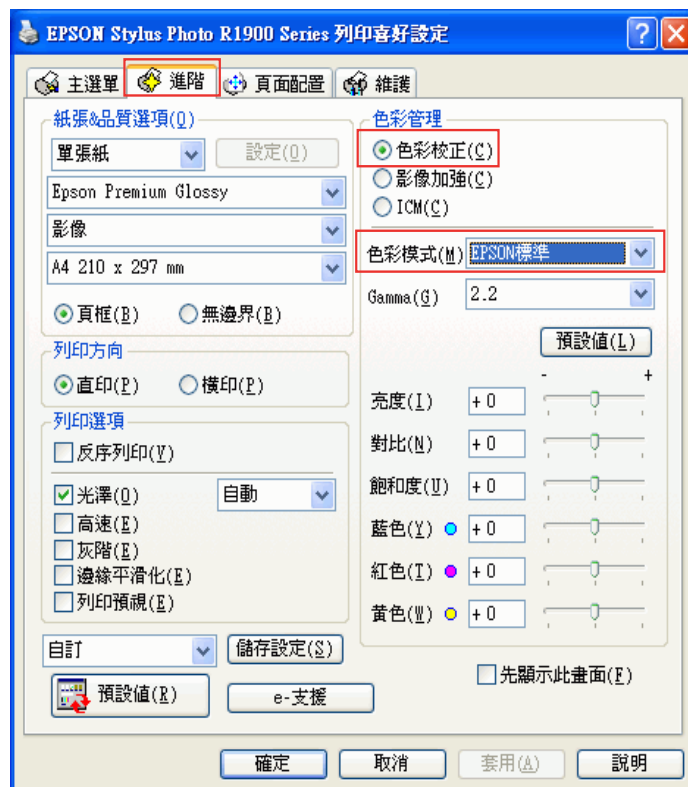 EPSON Stylus Photo R1900 Series 列印喜好設定
主選單 進階 頁面配置 維護
紙張&品質選項(Q)
單張紙 設定(O)
Epson Premium Glossy
影像
A4 210 x 297 mm
頁框(B) 無邊界(B)
列印方向
直印(P) 橫印(P)
列印選項
反序列印(V)
光澤(O) 自動
高速(E)
灰階(E)
邊緣平滑化(E)
列印預視(E)
自訂 儲存設定(S)
預設值(R) e-支援
色彩管理
色彩校正(C)
影像加強(C)
ICM(C)
色彩模式(M) EPSON標準
Gamma(G) 2.2
預設值(L)
- +
亮度(I) +0
對比(N) +0
飽和度(U) +0
藍色(Y) +0
紅色(T) +0
黃色(W) +0
先顯示此畫面(F)
確定 取消 套用(A) 說明